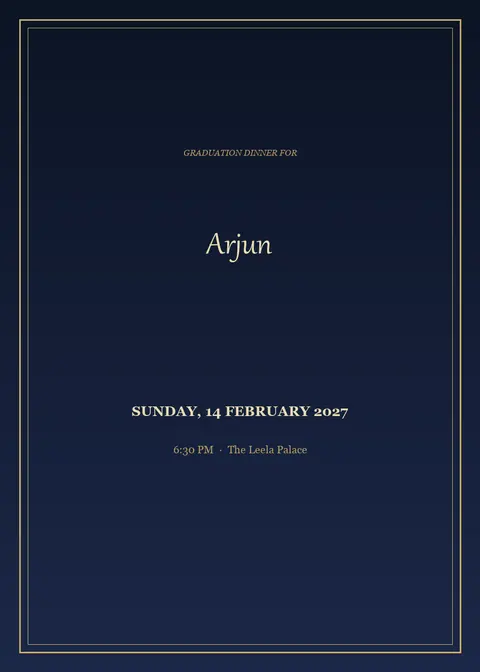 GRADUATION DINNER FOR
Arjun
SUNDAY, 14 FEBRUARY 2027
6:30 PM · The Leela Palace